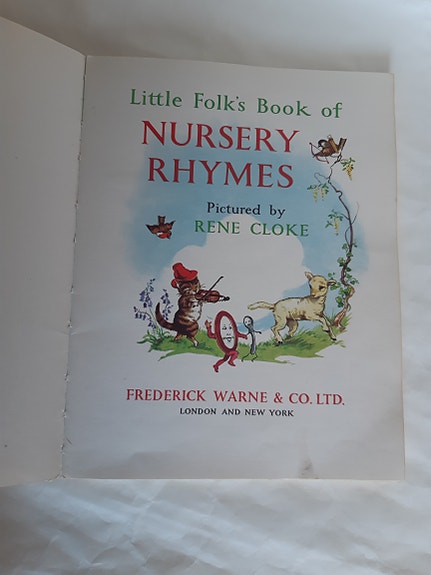 Little Folk's Book of
NURSERY
RHYMES
Pictured by
RENE CLOKE
FREDERICK WARNE & CO. LTD.
LONDON AND NEW YORK